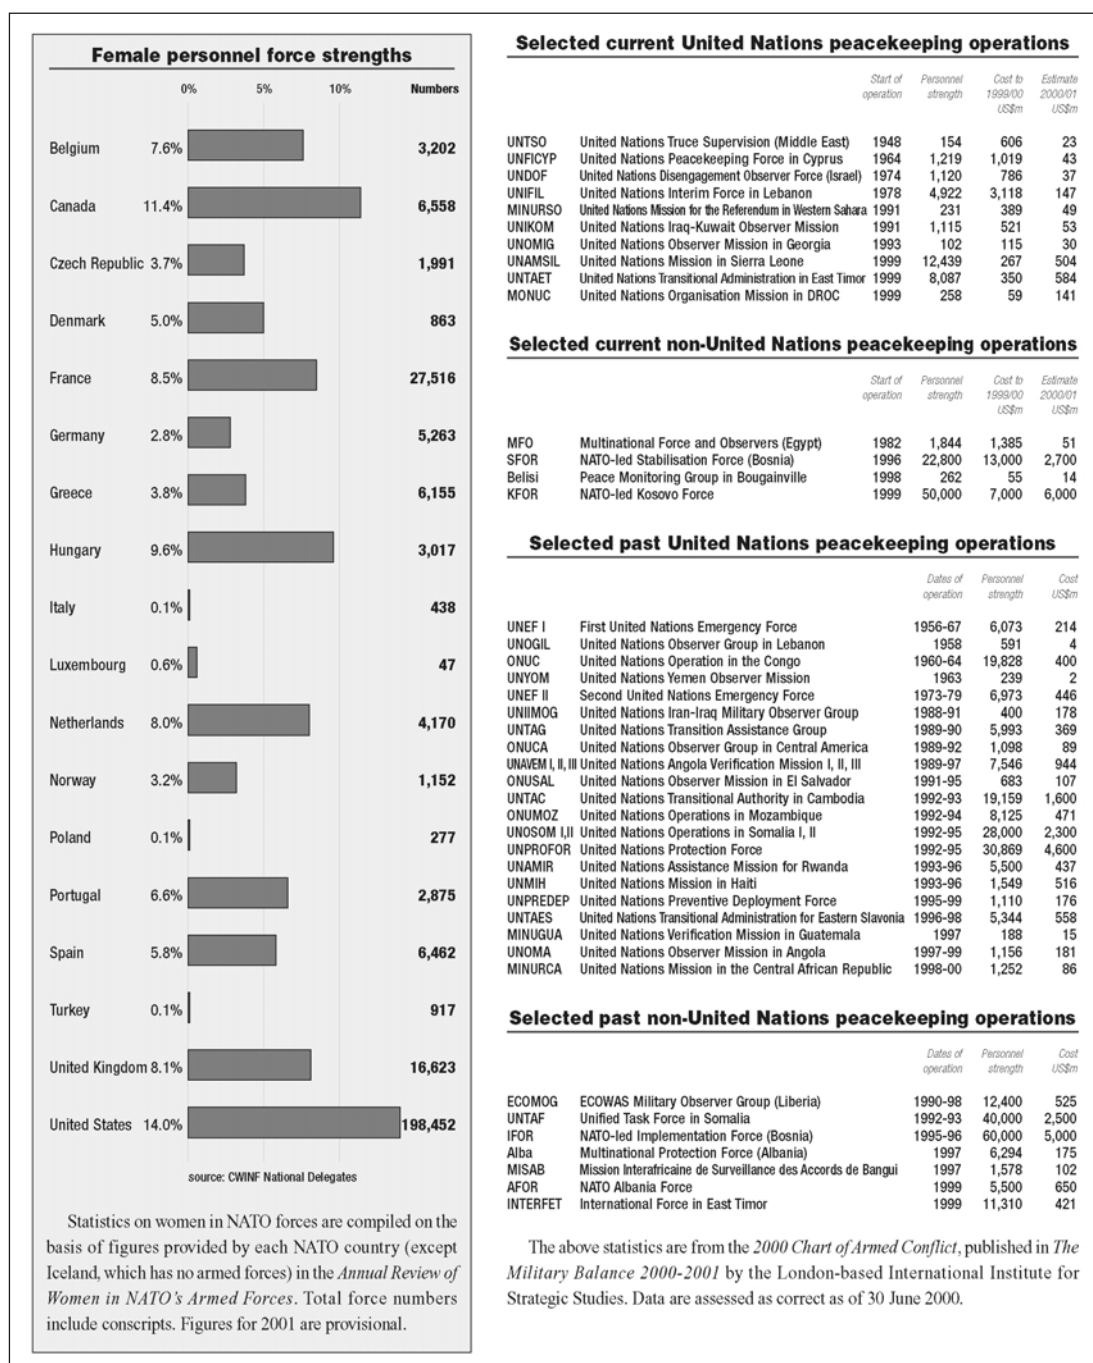 Female personnel force strengths
0% 5% 10% Numbers
Belgium 7.6% 3,202
Canada 11.4% 6,558
Czech Republic 3.7% 1,991
Denmark 5.0% 863
France 8.5% 27,516
Germany 2.8% 5,263
Greece 3.8% 6,155
Hungary 9.6% 3,017
Italy 0.1% 438
Luxembourg 0.6% 47
Netherlands 8.0% 4,170
Norway 3.2% 1,152
Poland 0.1% 277
Portugal 6.6% 2,875
Spain 5.8% 6,462
Turkey 0.1% 917
United Kingdom 8.1% 16,623
United States 14.0% 198,452
source: CWINF National Delegates
Statistics on women in NATO forces are compiled on the
basis of figures provided by each NATO country (except
Iceland, which has no armed forces) in the Annual Review of
Women in NATO's Armed Forces. Total force numbers
include conscripts. Figures for 2001 are provisional.
Selected current United Nations peacekeeping operations
Start of Personnel Cost to Estimate
operation strength 1999/00 2000/01
US$m US$m
UNTSO United Nations Truce Supervision (Middle East) 1948 154 606 23
UNFICYP United Nations Peacekeeping Force in Cyprus 1964 1,219 1,019 43
UNDOF United Nations Disengagement Observer Force (Israel) 1974 1,120 786 37
UNIFIL United Nations Interim Force in Lebanon 1978 4,922 3,118 147
MINURSO United Nations Mission for the Referendum in Western Sahara 1991 231 389 49
UNIKOM United Nations Iraq-Kuwait Observer Mission 1991 1,115 521 53
UNOMIG United Nations Observer Mission in Georgia 1993 102 115 30
UNAMSIL United Nations Mission in Sierra Leone 1999 12,439 267 504
UNTAET United Nations Transitional Administration in East Timor 1999 8,087 350 584
MONUC United Nations Organisation Mission in DROC 1999 258 59 141
Selected current non-United Nations peacekeeping operations
Start of Personnel Cost to Estimate
operation strength 1999/00 2000/01
US$m US$m
MFO Multinational Force and Observers (Egypt) 1982 1,844 1,385 51
SFOR NATO-led Stabilisation Force (Bosnia) 1996 22,800 13,000 2,700
Belisi Peace Monitoring Group in Bougainville 1998 262 55 14
KFOR NATO-led Kosovo Force 1999 50,000 7,000 6,000
Selected past United Nations peacekeeping operations
Dates of Personnel Cost
operation strength US$m
UNEF I First United Nations Emergency Force 1956-67 6,073 214
UNOGIL United Nations Observer Group in Lebanon 1958 591 4
ONUC United Nations Operation in the Congo 1960-64 19,828 400
UNYOM United Nations Yemen Observer Mission 1963 239 2
UNEF II Second United Nations Emergency Force 1973-79 6,973 446
UNIIMOG United Nations Iran-Iraq Military Observer Group 1988-91 400 178
UNTAG United Nations Transition Assistance Group 1989-90 5,993 369
ONUCA United Nations Observer Group in Central America 1989-92 1,098 89
UNAVEM I, II, III United Nations Angola Verification Mission I, II, III 1989-97 7,546 944
ONUSAL United Nations Observer Mission in El Salvador 1991-95 683 107
UNTAC United Nations Transitional Authority in Cambodia 1992-93 19,159 1,600
ONUMOZ United Nations Operations in Mozambique 1992-94 8,125 471
UNOSOM I,II United Nations Operations in Somalia I, II 1992-95 28,000 2,300
UNPROFOR United Nations Protection Force 1992-95 30,869 4,600
UNAMIR United Nations Assistance Mission for Rwanda 1993-96 5,500 437
UNMIH United Nations Mission in Haiti 1993-96 1,549 516
UNPREDEP United Nations Preventive Deployment Force 1995-99 1,110 176
UNTAES United Nations Transitional Administration for Eastern Slavonia 1996-98 5,344 558
MINUGUA United Nations Verification Mission in Guatemala 1997 188 15
UNOMA United Nations Observer Mission in Angola 1997-99 1,156 181
MINURCA United Nations Mission in the Central African Republic 1998-00 1,252 86
Selected past non-United Nations peacekeeping operations
Dates of Personnel Cost
operation strength US$m
ECOMOG ECOWAS Military Observer Group (Liberia) 1990-98 12,400 525
UNTAF Unified Task Force in Somalia 1992-93 40,000 2,500
IFOR NATO-led Implementation Force (Bosnia) 1995-96 60,000 5,000
Alba Multinational Protection Force (Albania) 1997 6,294 175
MISAB Mission Interafricaine de Surveillance des Accords de Bangui 1997 1,578 102
AFOR NATO Albania Force 1999 5,500 650
INTERFET International Force in East Timor 1999 11,310 421
The above statistics are from the 2000 Chart of Armed Conflict, published in The
Military Balance 2000-2001 by the London-based International Institute for
Strategic Studies. Data are assessed as correct as of 30 June 2000.